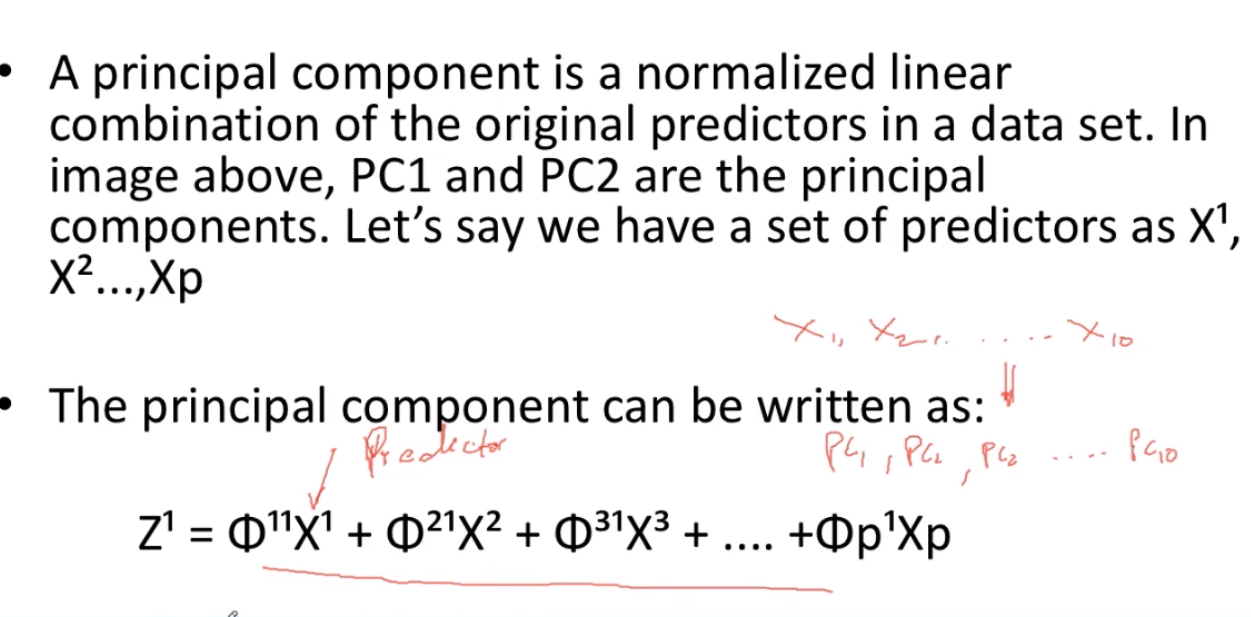 • A principal component is a normalized linear
combination of the original predictors in a data set. In
image above, PC1 and PC2 are the principal
components. Let’s say we have a set of predictors as X¹,
X²...,Xp
X₁, X₂, ..... X₁₀
• The principal component can be written as:
Predictor
PC₁, PC₂, PC₂ .... PC₁₀
Z¹ = Φ¹¹X¹ + Φ²¹X² + Φ³¹X³ + .... +Φp¹Xp